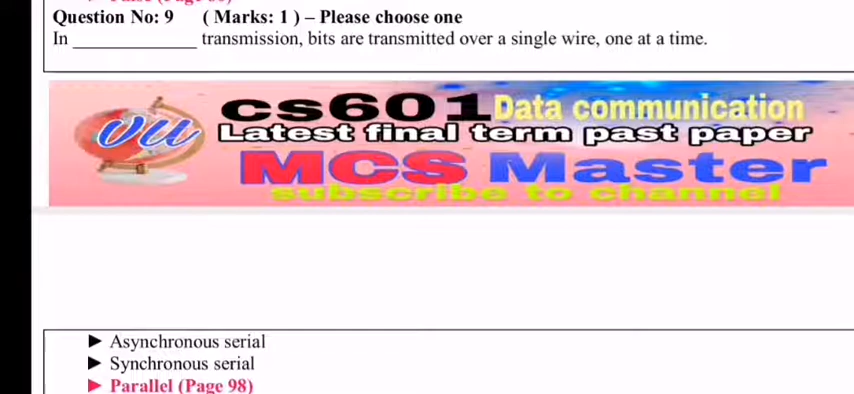 Question No: 9 ( Marks: 1 ) – Please choose one
In _____________ transmission, bits are transmitted over a single wire, one at a time.
cs601 Data communication
vu Latest final term past paper
MCS Master
subscribe to channel
► Asynchronous serial
► Synchronous serial
► Parallel (Page 98)